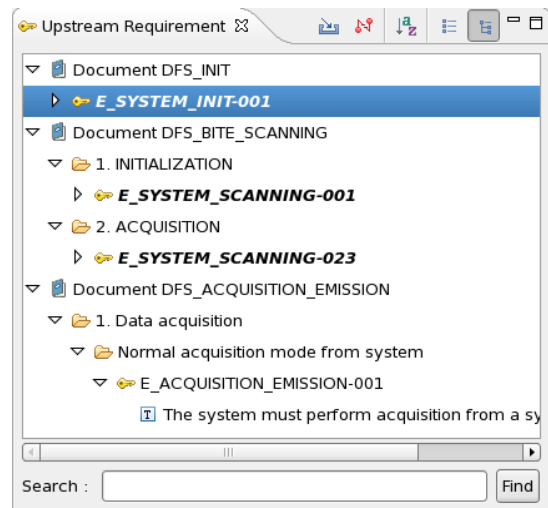 Upstream Requirement
Document DFS_INIT
E_SYSTEM_INIT-001
Document DFS_BITE_SCANNING
1. INITIALIZATION
E_SYSTEM_SCANNING-001
2. ACQUISITION
E_SYSTEM_SCANNING-023
Document DFS_ACQUISITION_EMISSION
1. Data acquisition
Normal acquisition mode from system
E_ACQUISITION_EMISSION-001
T The system must perform acquisition from a sy
Search : Find